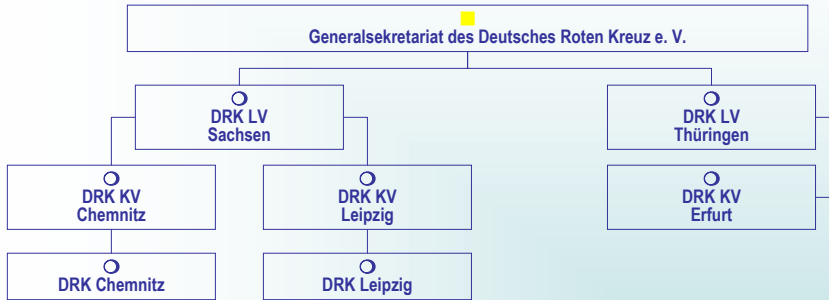 Generalsekretariat des Deutsches Roten Kreuz e. V.
DRK LV
Sachsen
DRK LV
Thüringen
DRK KV
Chemnitz
DRK KV
Leipzig
DRK KV
Erfurt
DRK Chemnitz
DRK Leipzig